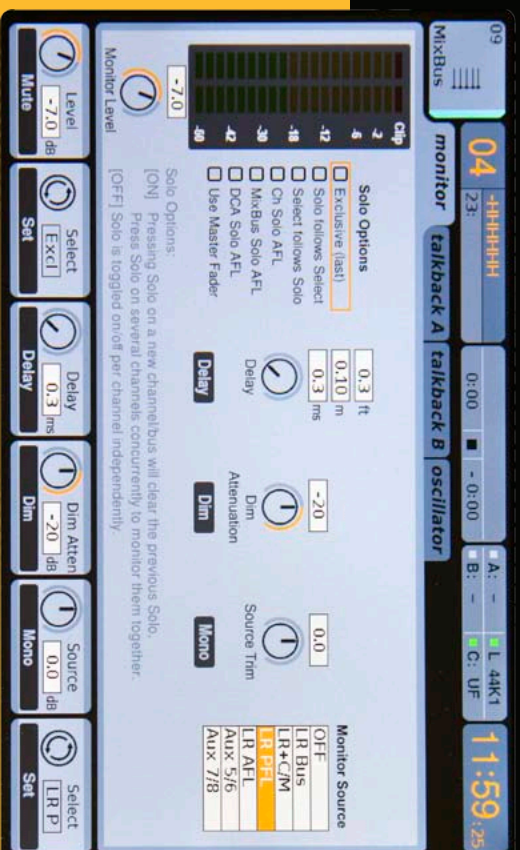 09
MixBus
04
-HHHHHH
23:
0:00 ■ - 0:00
A: - L 44K1
B: - C: UF
11:59:25
monitor talkback A talkback B oscillator
Clip
-2
-6
-12
-18
-30
-42
-60
-7.0
Monitor Level
Solo Options
Exclusive (last)
Solo follows Select
Select follows Solo
Ch Solo AFL
MixBus Solo AFL
DCA Solo AFL
Use Master Fader
0.3 ft
0.10 m
0.3 ms
Delay
Delay
-20
Dim
Attenuation
Dim
0.0
Source Trim
Mono
Monitor Source
OFF
LR Bus
LR+C/M
LR PFL
LR AFL
Aux 5/6
Aux 7/8
Solo Options:
[ON] Pressing Solo on a new channel/bus will clear the previous Solo.
Press Solo on several channels concurrently to monitor them together.
[OFF] Solo is toggled on/off per channel independently.
Level
-7.0 dB
Mute
Select
Excl
Set
Delay
0.3 ms
Delay
Dim Atten
-20 dB
Dim
Source
0.0 dB
Mono
Select
LR P
Set